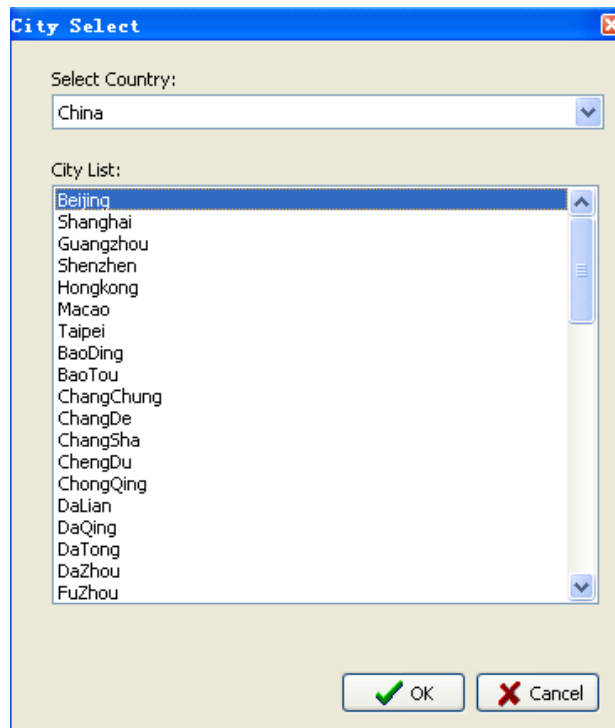 City Select
Select Country:
China
City List:
Beijing
Shanghai
Guangzhou
Shenzhen
Hongkong
Macao
Taipei
BaoDing
BaoTou
ChangChung
ChangDe
ChangSha
ChengDu
ChongQing
DaLian
DaQing
DaTong
DaZhou
FuZhou
OK
Cancel